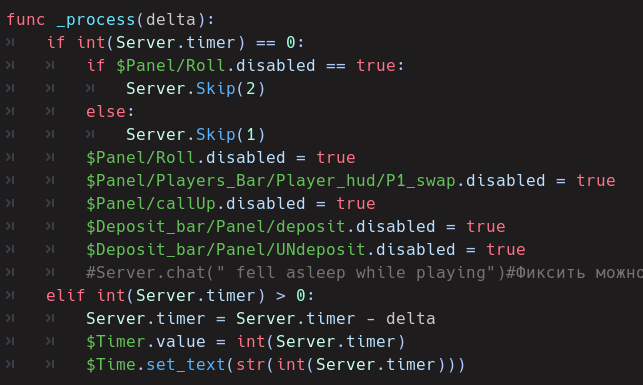 func _process(delta):
if int(Server.timer) == 0:
if $Panel/Roll.disabled == true:
Server.Skip(2)
else:
Server.Skip(1)
$Panel/Roll.disabled = true
$Panel/Players_Bar/Player_hud/P1_swap.disabled = true
$Panel/callUp.disabled = true
$Deposit_bar/Panel/deposit.disabled = true
$Deposit_bar/Panel/UNdeposit.disabled = true
#Server.chat(" fell asleep while playing")#Фиксить можно
elif int(Server.timer) > 0:
Server.timer = Server.timer - delta
$Timer.value = int(Server.timer)
$Time.set_text(str(int(Server.timer)))